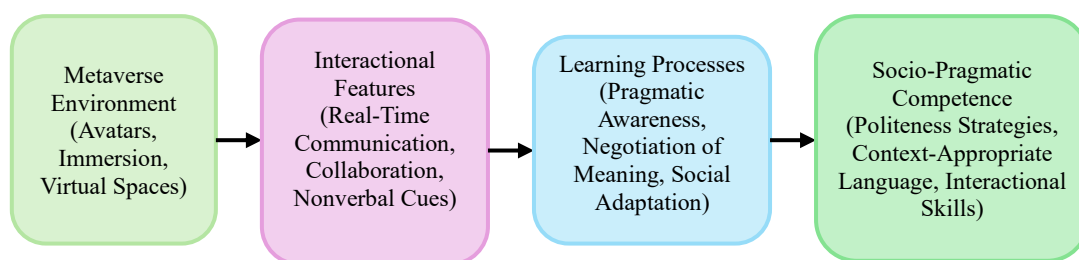 Metaverse
Environment
(Avatars,
Immersion,
Virtual Spaces)
Interactional
Features
(Real-Time
Communication,
Collaboration,
Nonverbal Cues)
Learning Processes
(Pragmatic
Awareness,
Negotiation of
Meaning, Social
Adaptation)
Socio-Pragmatic
Competence
(Politeness Strategies,
Context-Appropriate
Language, Interactional
Skills)